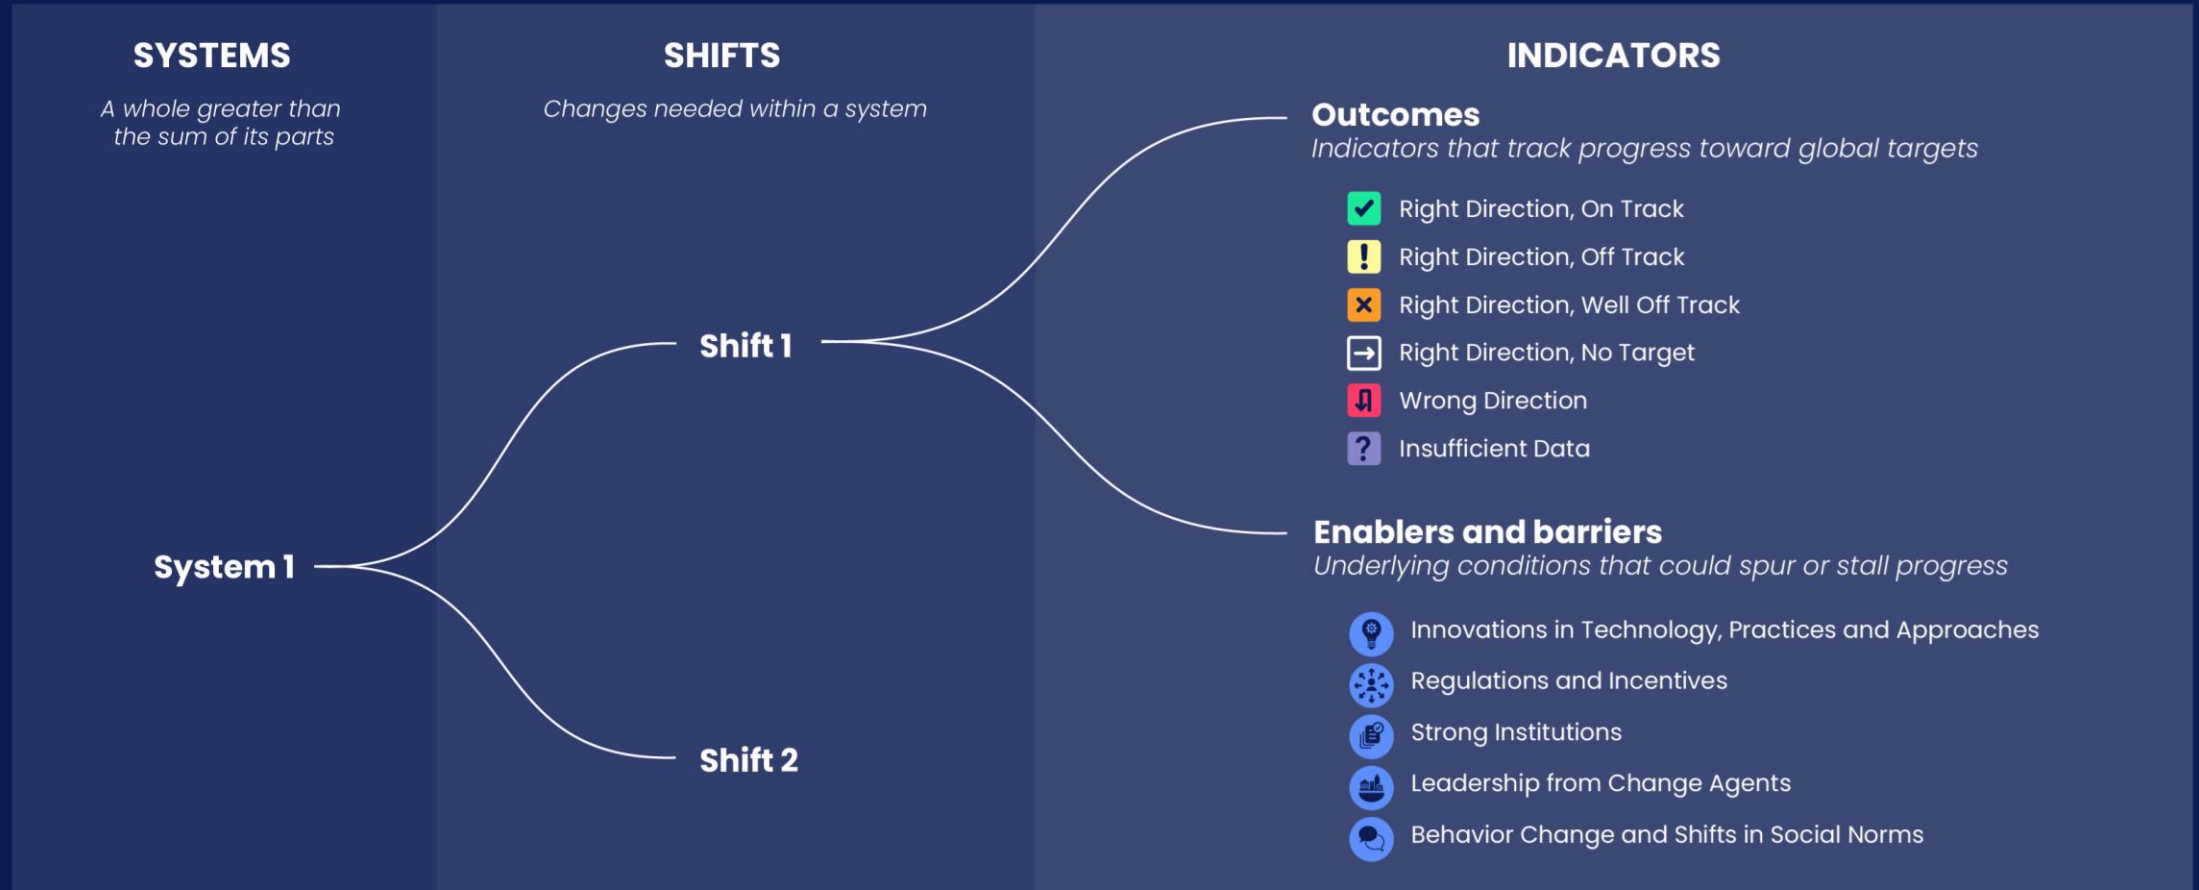 SYSTEMS
A whole greater than
the sum of its parts
System 1
SHIFTS
Changes needed within a system
Shift 1
Shift 2
INDICATORS
Outcomes
Indicators that track progress toward global targets
Right Direction, On Track
Right Direction, Off Track
Right Direction, Well Off Track
Right Direction, No Target
Wrong Direction
Insufficient Data
Enablers and barriers
Underlying conditions that could spur or stall progress
Innovations in Technology, Practices and Approaches
Regulations and Incentives
Strong Institutions
Leadership from Change Agents
Behavior Change and Shifts in Social Norms